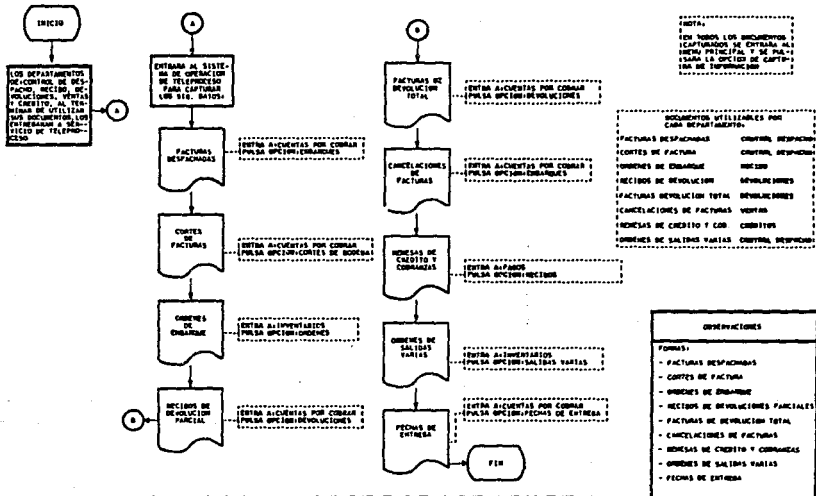 INICIO
LOS DEPARTAMENTOS
DE:CONTROL DE DES-
PACHO, RECIBO, DE-
VOLUCIONES, VENTAS
Y CREDITO, AL TER-
MINAR DE UTILIZAR
SUS DOCUMENTOS, LOS
ENTREGARAN A SER-
VICIO DE TELEPRO-
CESO
A
A
ENTRARA AL SISTE-
MA DE OPERACION
DE TELEPROCESO
PARA CAPTURAR
LOS SIG. DATOS:
FACTURAS
DESPACHADAS
ENTRA A:CUENTAS POR COBRAR
PULSA OPCION:EMBARQUES
CORTES
DE
FACTURAS
ENTRA A:CUENTAS POR COBRAR
PULSA OPCION:CORTES DE BODEGA
ORDENES
DE
EMBARQUE
ENTRA A:INVENTARIOS
PULSA OPCION:ORDENES
RECIBOS DE
DEVOLUCION
PARCIAL
ENTRA A:CUENTAS POR COBRAR
PULSA OPCION:DEVOLUCIONES
B
B
FACTURAS DE
DEVOLUCION
TOTAL
ENTRA A:CUENTAS POR COBRAR
PULSA OPCION:DEVOLUCIONES
CANCELACIONES
DE
FACTURAS
ENTRA A:CUENTAS POR COBRAR
PULSA OPCION:EMBARQUES
REMESAS DE
CREDITO Y
COBRANZAS
ENTRA A:PAGOS
PULSA OPCION:RECIBOS
ORDENES DE
SALIDAS
VARIAS
ENTRA A:INVENTARIOS
PULSA OPCION:SALIDAS VARIAS
FECHAS DE
ENTREGA
ENTRA A:CUENTAS POR COBRAR
PULSA OPCION:FECHAS DE ENTREGA
FIN
NOTA:
EN TODOS LOS DOCUMENTOS
CAPTURADOS SE ENTRARA AL
MENU PRINCIPAL Y SE PUL-
SARA LA OPCION DE CAPTU-
RA DE INFORMACION
DOCUMENTOS UTILIZABLES POR
CADA DEPARTAMENTO:
FACTURAS DESPACHADAS CONTROL DESPACHO
CORTES DE FACTURA CONTROL DESPACHO
ORDENES DE EMBARQUE RECIBO
RECIBOS DE DEVOLUCION DEVOLUCIONES
FACTURAS DEVOLUCION TOTAL DEVOLUCIONES
CANCELACIONES DE FACTURAS VENTAS
REMESAS DE CREDITO Y COB. CREDITOS
ORDENES DE SALIDAS VARIAS CONTROL DESPACHO
OBSERVACIONES
FORMAS:
- FACTURAS DESPACHADAS
- CORTES DE FACTURA
- ORDENES DE EMBARQUE
- RECIBOS DE DEVOLUCIONES PARCIALES
- FACTURAS DE DEVOLUCION TOTAL
- CANCELACIONES DE FACTURAS
- REMESAS DE CREDITO Y COBRANZAS
- ORDENES DE SALIDAS VARIAS
- FECHAS DE ENTREGA